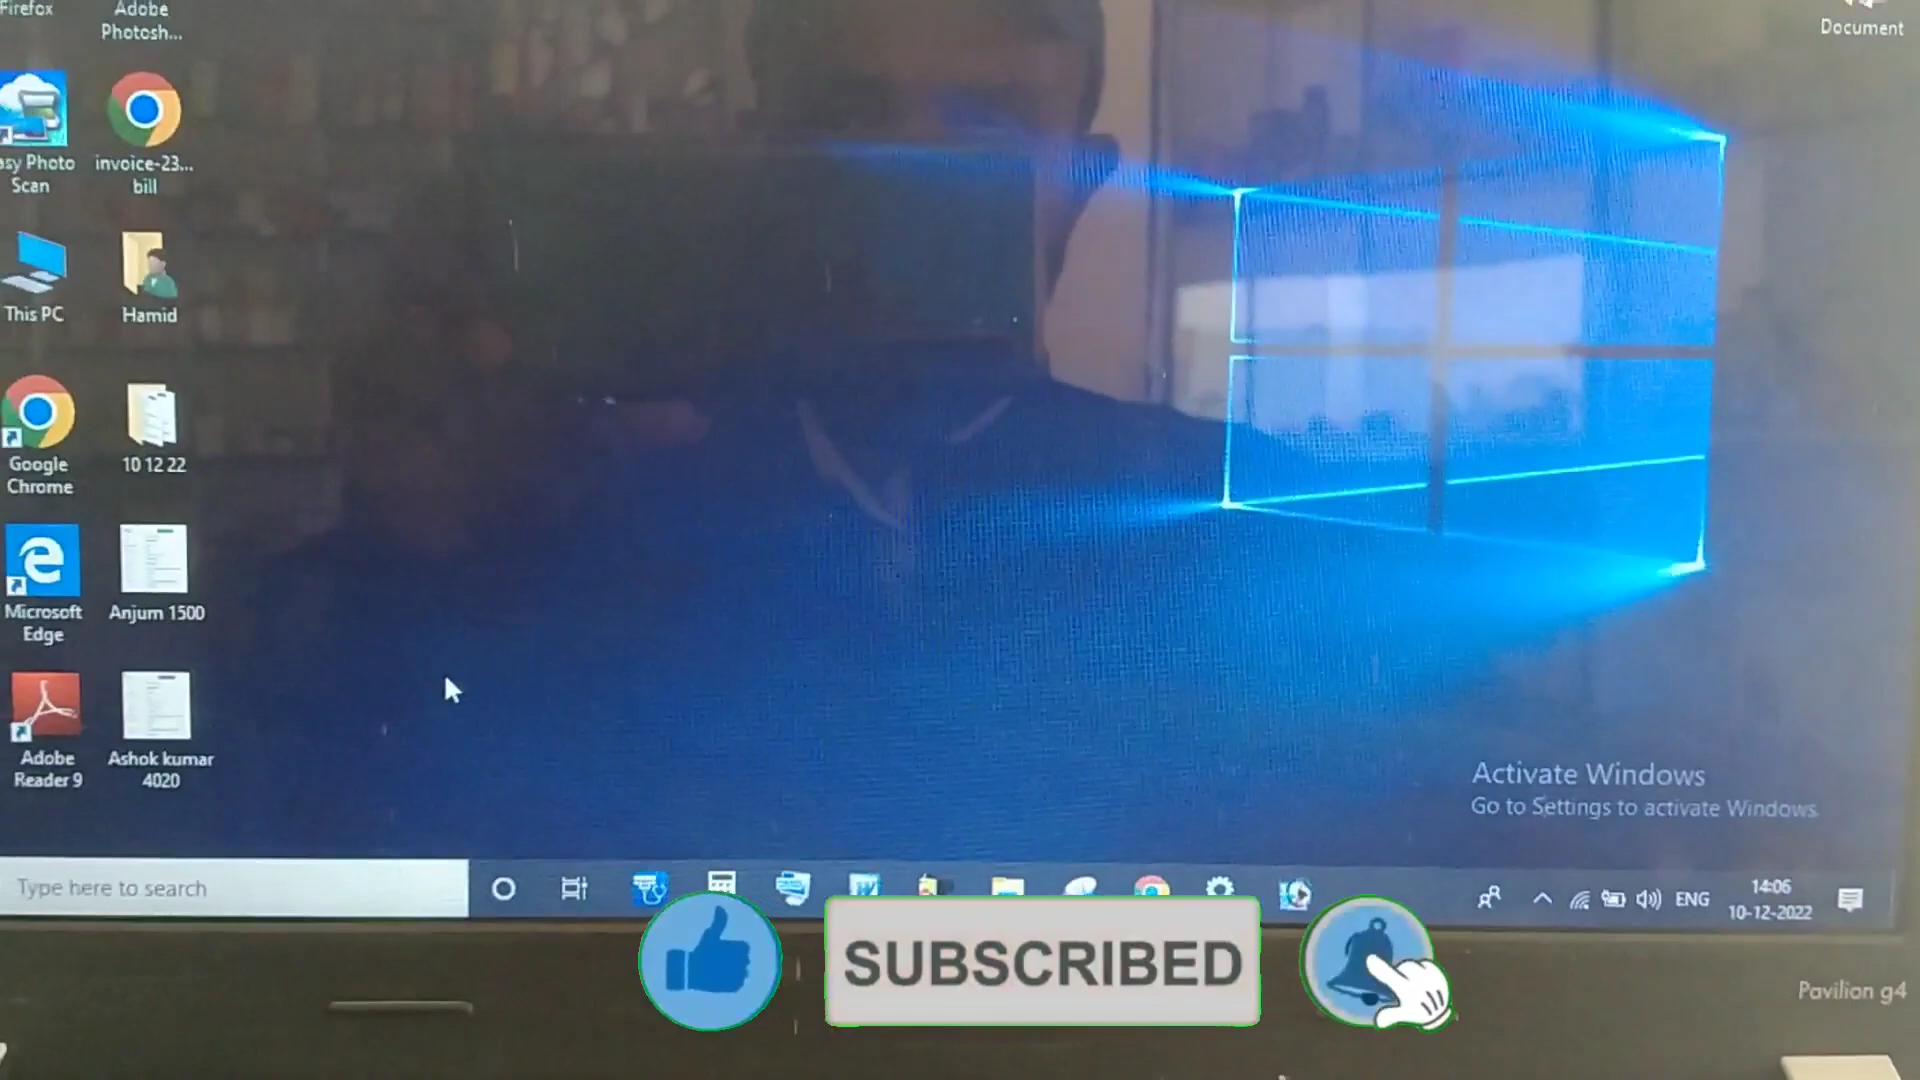 Firefox
Adobe
Photosh...
Document
asy Photo
Scan
invoice-23...
bill
This PC
Hamid
Google
Chrome
10 12 22
Microsoft
Edge
Anjum 1500
Adobe
Reader 9
Ashok kumar
4020
Activate Windows
Go to Settings to activate Windows.
Type here to search
ENG
14:06
10-12-2022
SUBSCRIBED
Pavilion g4